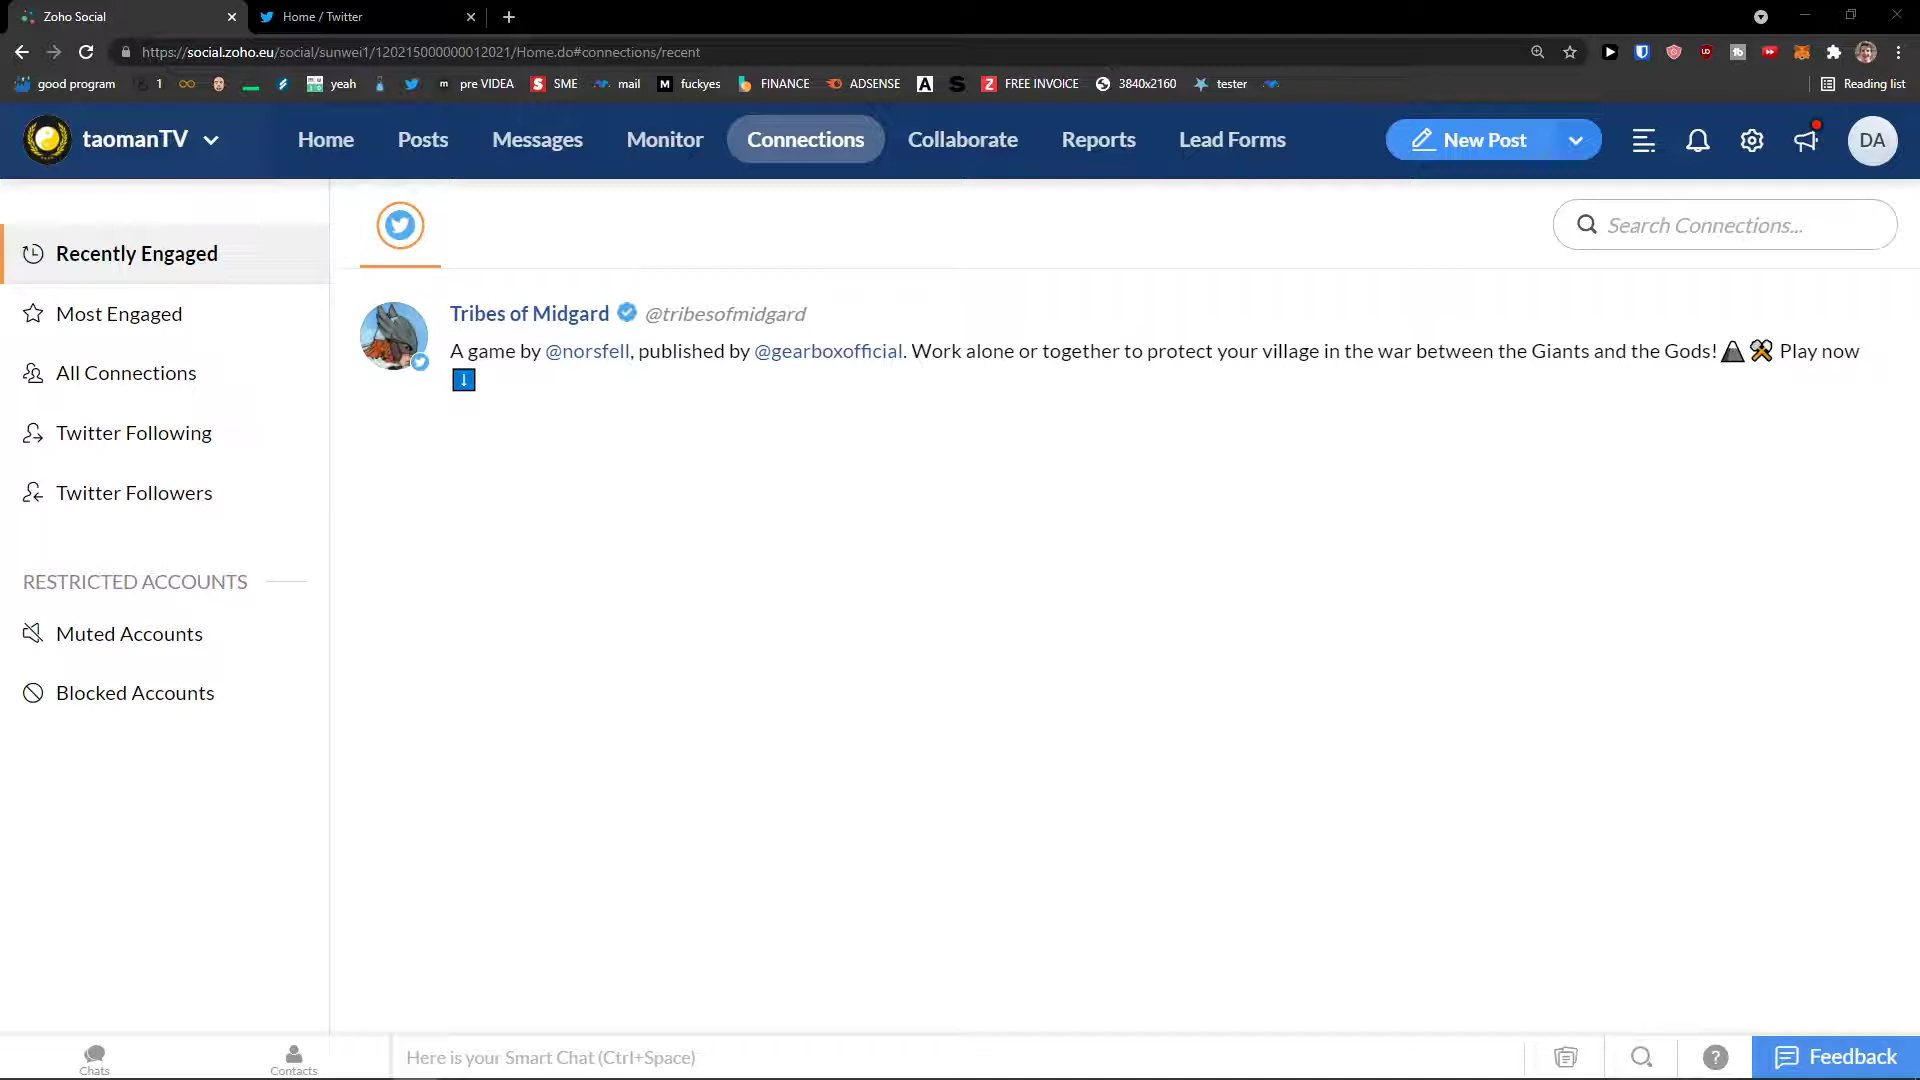 Zoho Social
Home / Twitter
https://social.zoho.eu/social/sunwei1/120215000000012021/Home.do#connections/recent
good program 1 yeah m pre VIDEA S SME mail M fuckyes FINANCE ADSENSE A S Z FREE INVOICE 3840x2160 tester Reading list
taomanTV Home Posts Messages Monitor Connections Collaborate Reports Lead Forms New Post DA
Search Connections...
Recently Engaged
Most Engaged
All Connections
Twitter Following
Twitter Followers
RESTRICTED ACCOUNTS
Muted Accounts
Blocked Accounts
Tribes of Midgard @tribesofmidgard
A game by @norsfell, published by @gearboxofficial. Work alone or together to protect your village in the war between the Giants and the Gods! Play now
Chats
Contacts
Here is your Smart Chat (Ctrl+Space)
Feedback